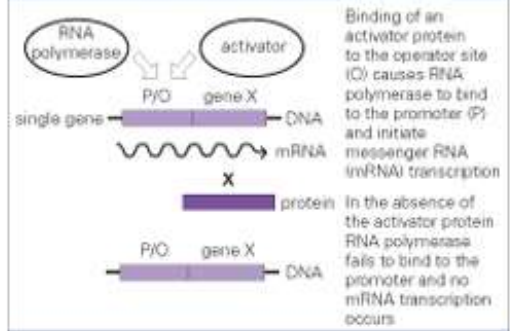 RNA
polymerase
activator
P/O gene X
single gene DNA
mRNA
X
protein
P/O gene X
DNA
Binding of an
activator protein
to the operator site
(O) causes RNA
polymerase to bind
to the promoter (P)
and initiate
messenger RNA
(mRNA) transcription
In the absence of
the activator protein
RNA polymerase
fails to bind to the
promoter and no
mRNA transcription
occurs